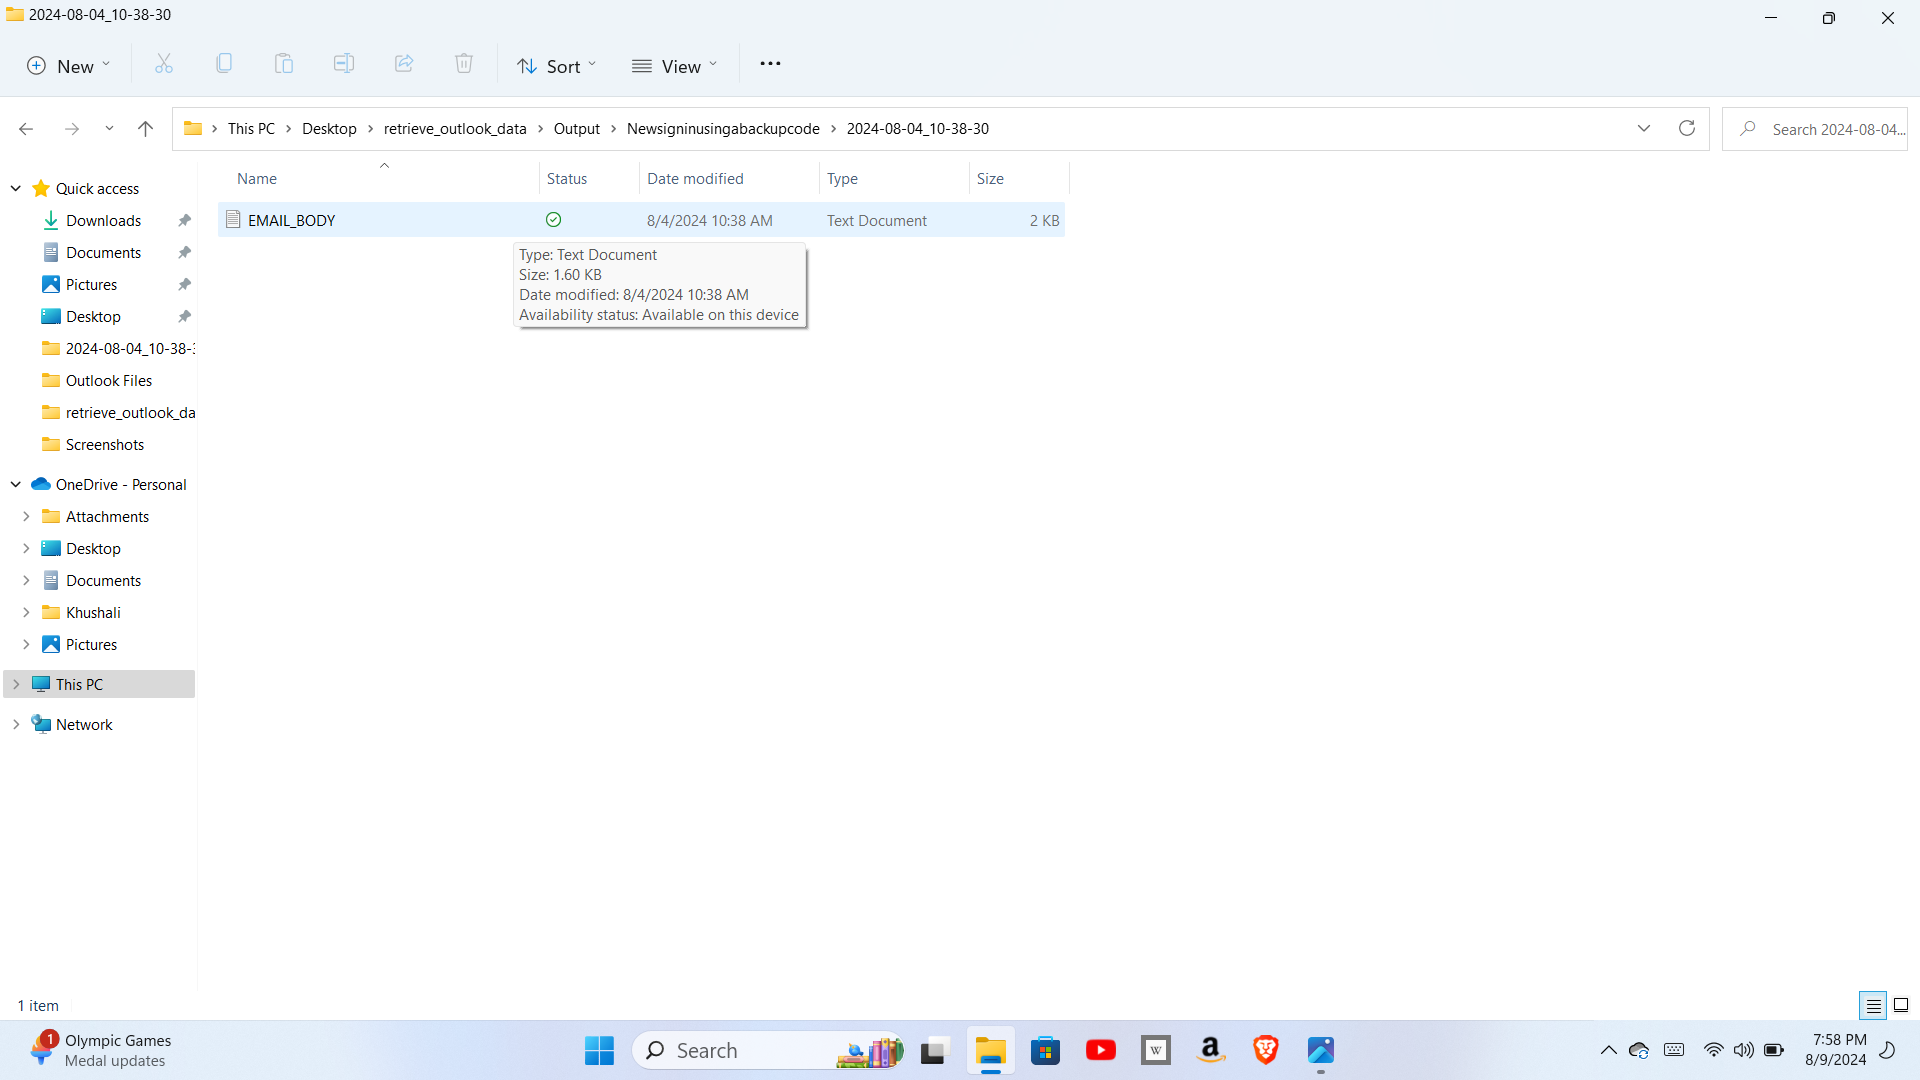 2024-08-04_10-38-30
New
Sort
View
This PC
Desktop
retrieve_outlook_data
Output
Newsigninusingabackupcode
2024-08-04_10-38-30
Search 2024-08-04...
Name
Status
Date modified
Type
Size
EMAIL_BODY
8/4/2024 10:38 AM
Text Document
2 KB
Type: Text Document
Size: 1.60 KB
Date modified: 8/4/2024 10:38 AM
Availability status: Available on this device
Quick access
Downloads
Documents
Pictures
Desktop
2024-08-04_10-38-3
Outlook Files
retrieve_outlook_da
Screenshots
OneDrive - Personal
Attachments
Desktop
Documents
Khushali
Pictures
This PC
Network
1 item
1
Olympic Games
Medal updates
Search
W
a
7:58 PM
8/9/2024